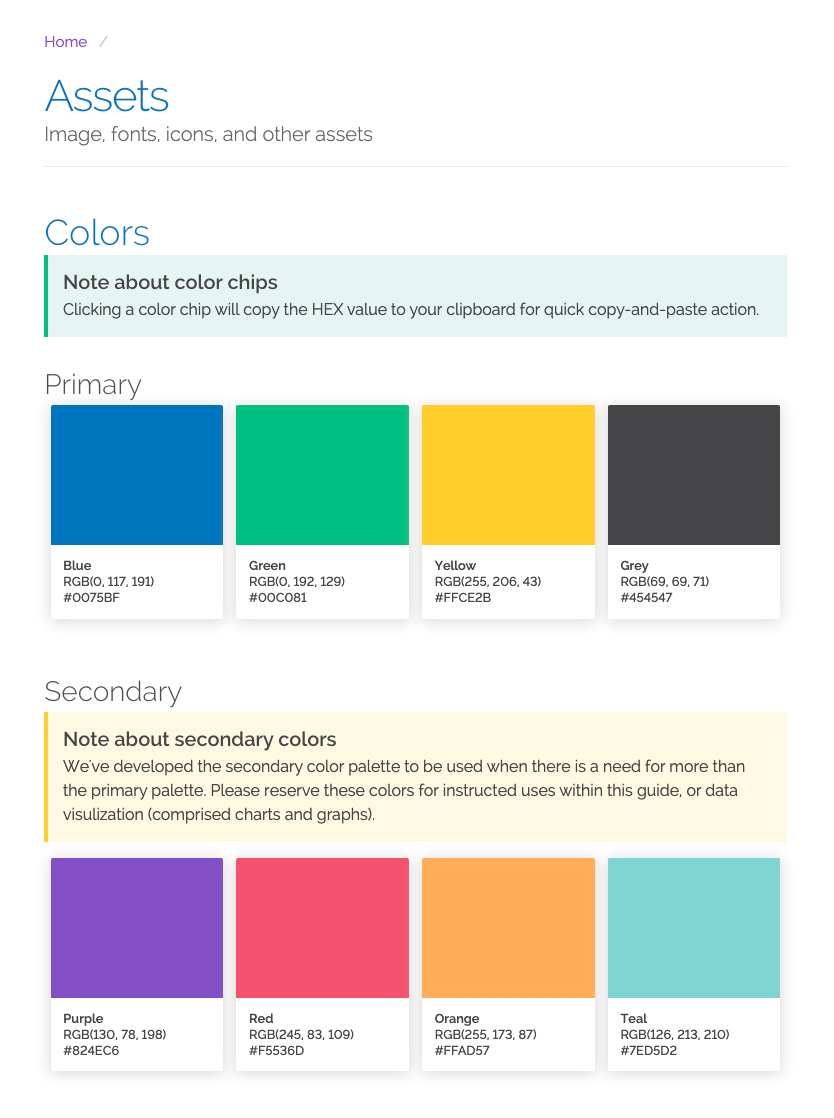 Home /
Assets
Image, fonts, icons, and other assets
Colors
Note about color chips
Clicking a color chip will copy the HEX value to your clipboard for quick copy-and-paste action.
Primary
Blue
RGB(0, 117, 191)
#0075BF
Green
RGB(0, 192, 129)
#00C081
Yellow
RGB(255, 206, 43)
#FFCE2B
Grey
RGB(69, 69, 71)
#454547
Secondary
Note about secondary colors
We've developed the secondary color palette to be used when there is a need for more than
the primary palette. Please reserve these colors for instructed uses within this guide, or data
visulization (comprised charts and graphs).
Purple
RGB(130, 78, 198)
#824EC6
Red
RGB(245, 83, 109)
#F5536D
Orange
RGB(255, 173, 87)
#FFAD57
Teal
RGB(126, 213, 210)
#7ED5D2